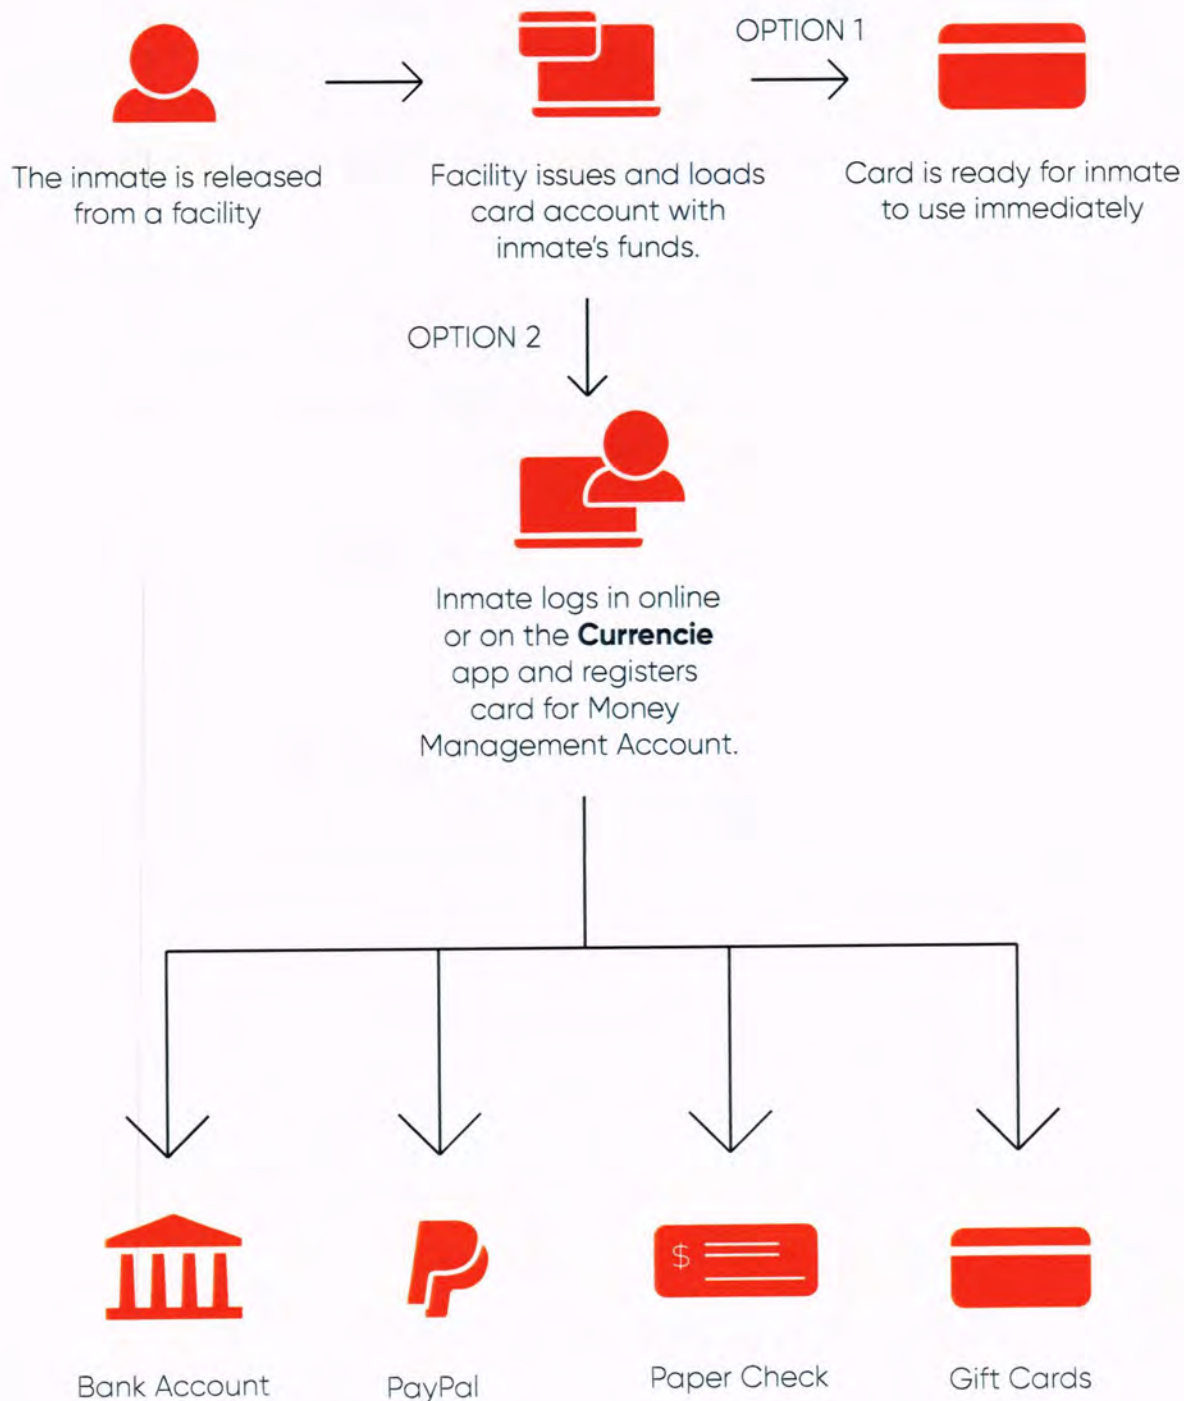 OPTION 1
The inmate is released
from a facility
Facility issues and loads
card account with
inmate's funds.
Card is ready for inmate
to use immediately
OPTION 2
Inmate logs in online
or on the Currencie
app and registers
card for Money
Management Account.
$
Bank Account
PayPal
Paper Check
Gift Cards